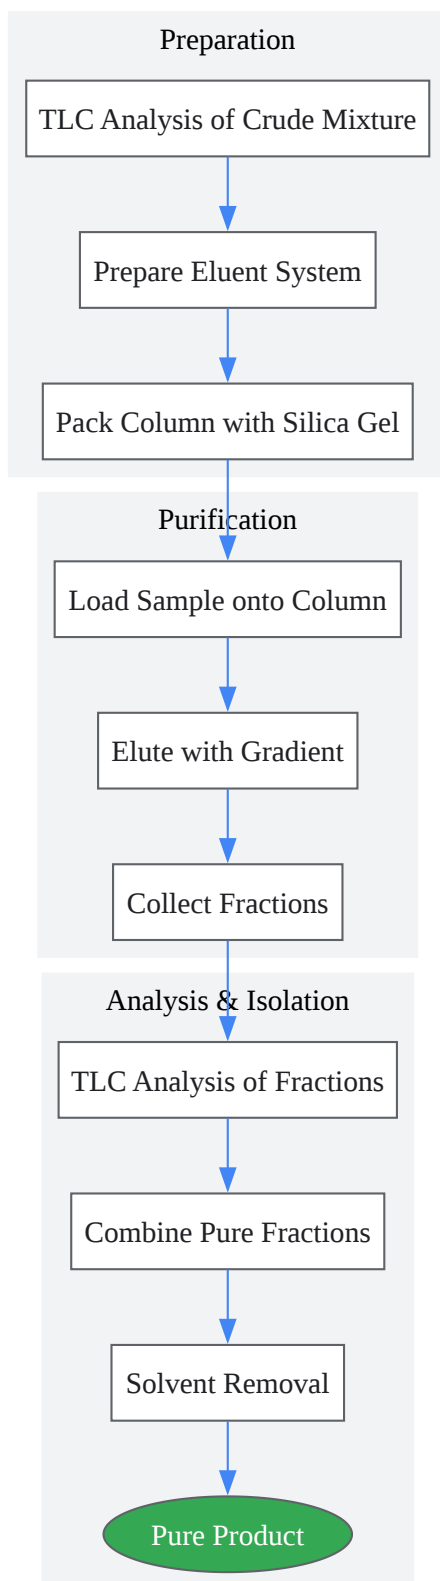 Preparation
TLC Analysis of Crude Mixture
Prepare Eluent System
Pack Column with Silica Gel
Purification
Load Sample onto Column
Elute with Gradient
Collect Fractions
Analysis & Isolation
TLC Analysis of Fractions
Combine Pure Fractions
Solvent Removal
Pure Product